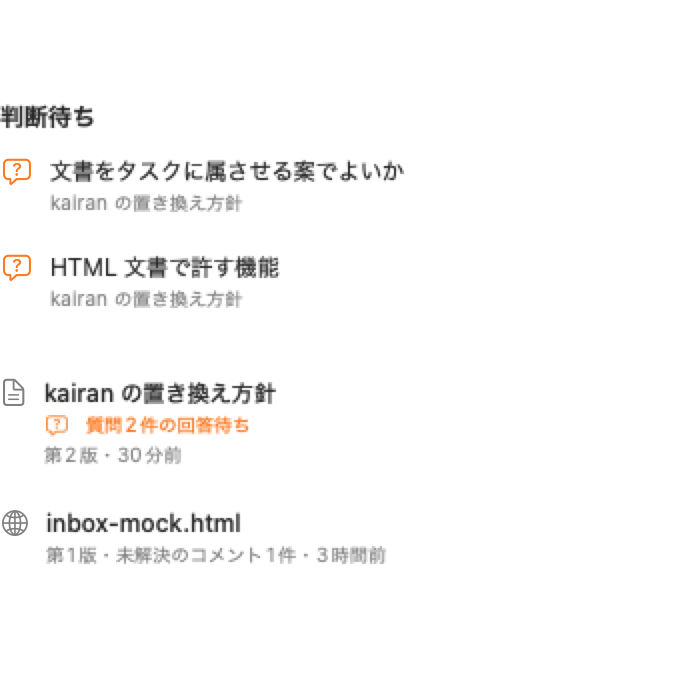 判断待ち
文書をタスクに属させる案でよいか
kairan の置き換え方針
HTML 文書で許す機能
kairan の置き換え方針
kairan の置き換え方針
質問2件の回答待ち
第2版・30分前
inbox-mock.html
第1版・未解決のコメント1件・3時間前